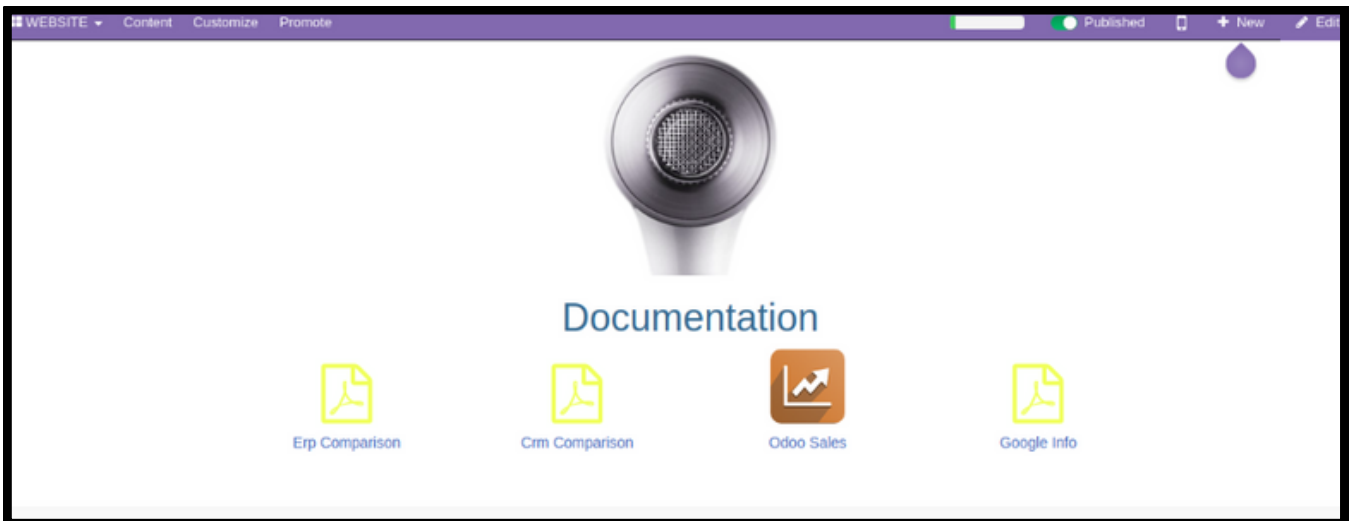 WEBSITE Content Customize Promote Published New Edit
Documentation
Erp Comparison Crm Comparison Odoo Sales Google Info